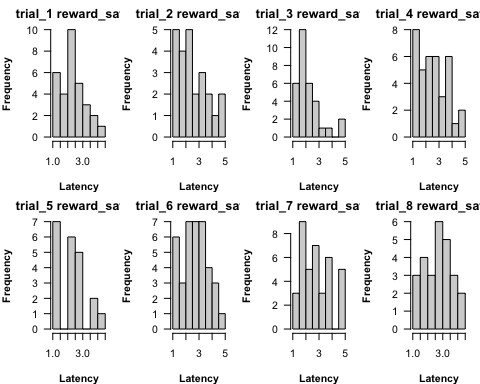 trial_1 reward_sa
trial_2 reward_sa
trial_3 reward_sa
trial_4 reward_sa
Frequency
0 2 4 6 8 10
1.0 3.0
Latency
Frequency
0 1 2 3 4 5
1 3 5
Latency
Frequency
0 2 4 6 8 10 12
1 3 5
Latency
Frequency
0 2 4 6 8
1 3 5
Latency
trial_5 reward_sa
trial_6 reward_sa
trial_7 reward_sa
trial_8 reward_sa
Frequency
0 1 2 3 4 5 6 7
1.0 3.0
Latency
Frequency
0 1 2 3 4 5 6 7
1 3 5
Latency
Frequency
0 2 4 6 8
1 3 5
Latency
Frequency
0 1 2 3 4 5 6
1.0 3.0
Latency